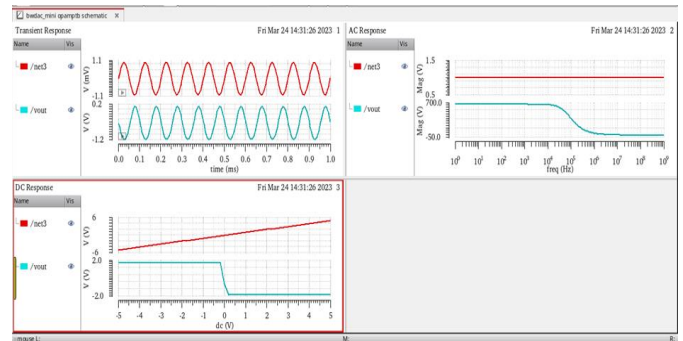 bwdac_mini opamptb schematic X
Transient Response
Fri Mar 24 14:31:26 2023 1
Name Vis
/net3
/vout
V (mV)
1.1
-1.1
V (V)
0.2
-1.2
0.0 0.1 0.2 0.3 0.4 0.5 0.6 0.7 0.8 0.9 1.0
time (ms)
AC Response
Fri Mar 24 14:31:26 2023 2
Name Vis
/net3
/vout
Mag (V)
1.5
0.5
Mag (V)
700.0
-50.0
10⁰ 10¹ 10² 10³ 10⁴ 10⁵ 10⁶ 10⁷ 10⁸ 10⁹
freq (Hz)
DC Response
Fri Mar 24 14:31:26 2023 3
Name Vis
/net3
/vout
V (V)
6
-6
V (V)
2.0
-2.0
-5 -4 -3 -2 -1 0 1 2 3 4 5
dc (V)
mouse L:
M:
R: